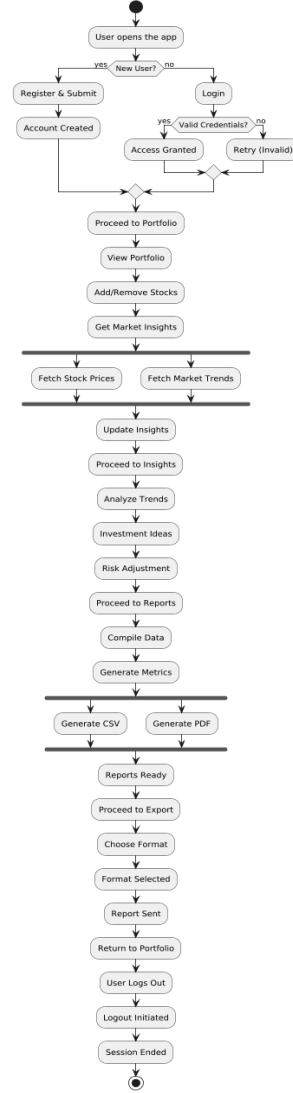 User opens the app
yes
New User?
no
Register & Submit
Login
Account Created
yes
Valid Credentials?
no
Access Granted
Retry (Invalid)
Proceed to Portfolio
View Portfolio
Add/Remove Stocks
Get Market Insights
Fetch Stock Prices
Fetch Market Trends
Update Insights
Proceed to Insights
Analyze Trends
Investment Ideas
Risk Adjustment
Proceed to Reports
Compile Data
Generate Metrics
Generate CSV
Generate PDF
Reports Ready
Proceed to Export
Choose Format
Format Selected
Report Sent
Return to Portfolio
User Logs Out
Logout Initiated
Session Ended